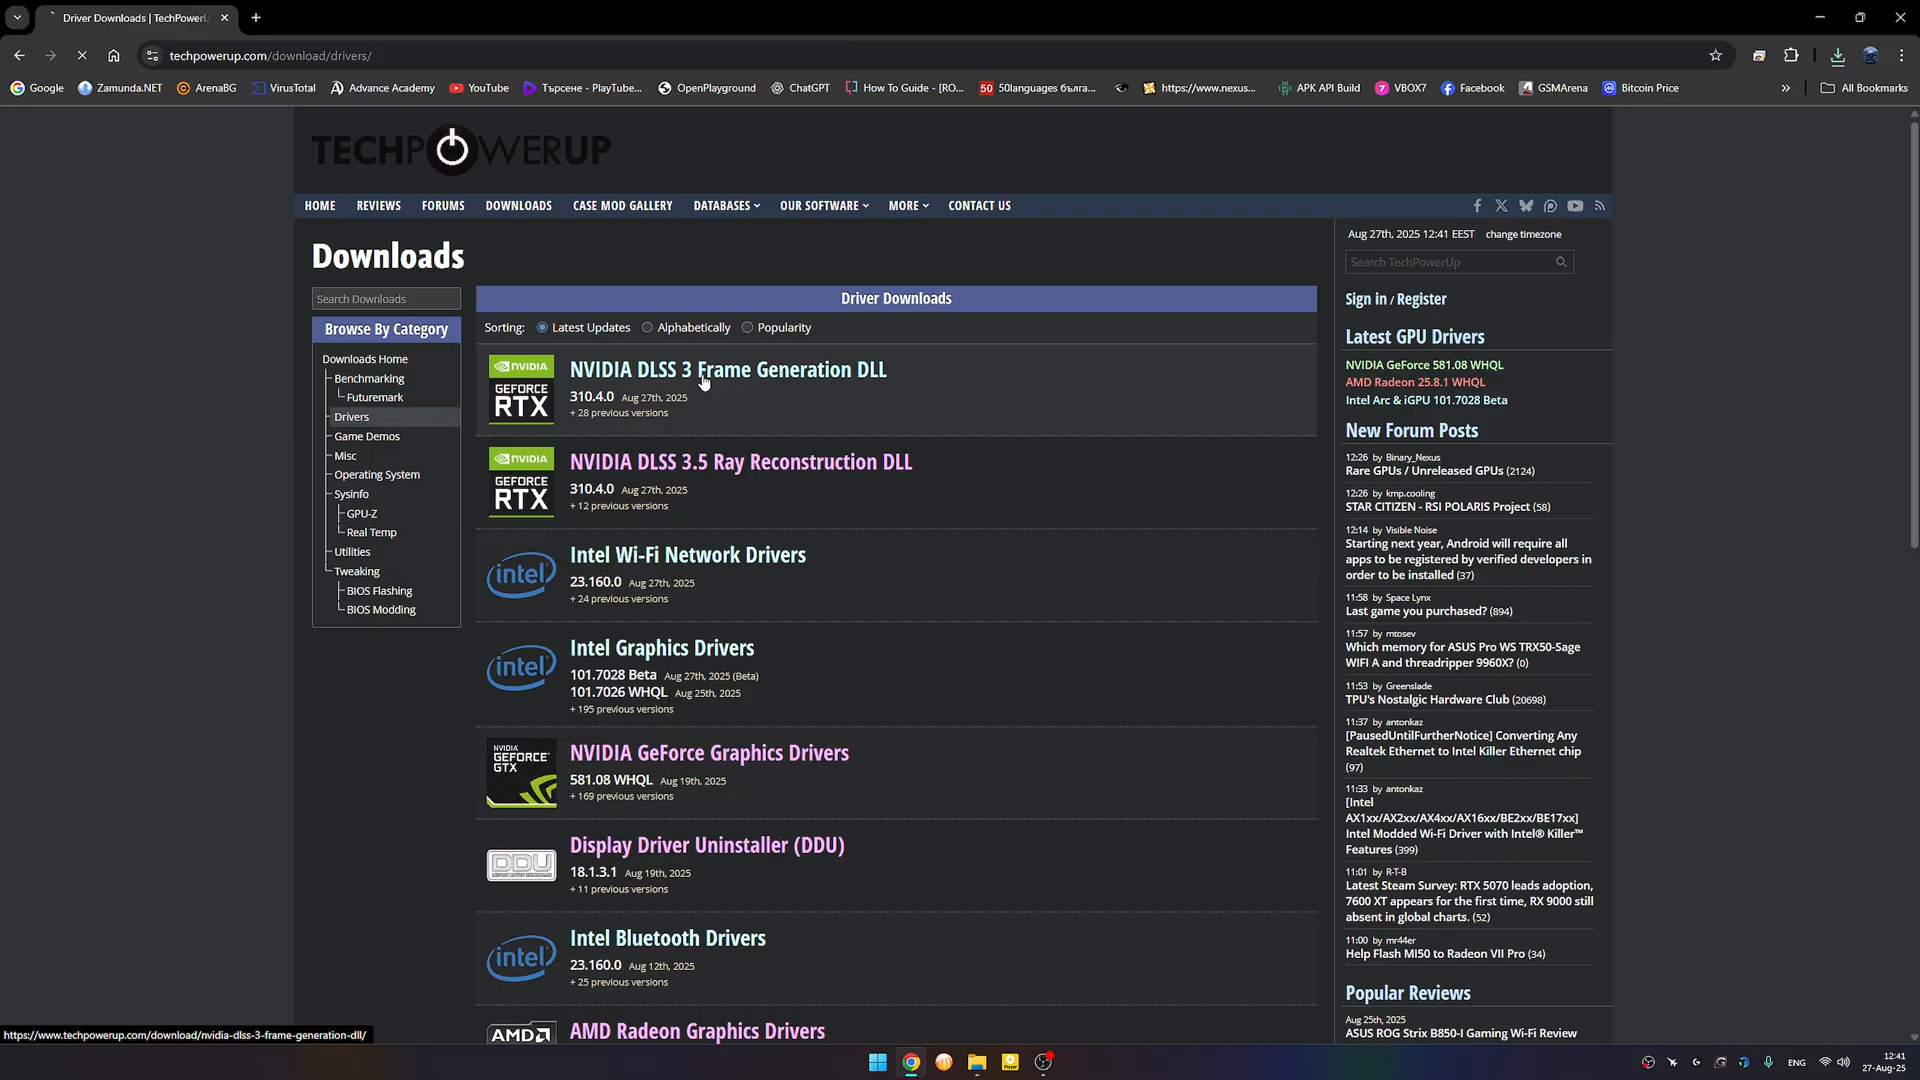 Driver Downloads | TechPowerU
techpowerup.com/download/drivers/
Google
Zamunda.NET
ArenaBG
VirusTotal
Advance Academy
YouTube
Търсене - PlayTube...
OpenPlayground
ChatGPT
How To Guide - [RO...
50 50languages бълга...
https://www.nexus...
APK API Build
7 VBOX7
Facebook
GSMArena
Bitcoin Price
»
All Bookmarks
TECHPOWERUP
HOME
REVIEWS
FORUMS
DOWNLOADS
CASE MOD GALLERY
DATABASES
OUR SOFTWARE
MORE
CONTACT US
Downloads
Search Downloads
Browse By Category
Downloads Home
Benchmarking
Futuremark
Drivers
Game Demos
Misc
Operating System
Sysinfo
GPU-Z
Real Temp
Utilities
Tweaking
BIOS Flashing
BIOS Modding
Driver Downloads
Sorting: Latest Updates Alphabetically Popularity
NVIDIA
GEFORCE
RTX
NVIDIA DLSS 3 Frame Generation DLL
310.4.0 Aug 27th, 2025
+ 28 previous versions
NVIDIA
GEFORCE
RTX
NVIDIA DLSS 3.5 Ray Reconstruction DLL
310.4.0 Aug 27th, 2025
+ 12 previous versions
intel
Intel Wi-Fi Network Drivers
23.160.0 Aug 27th, 2025
+ 24 previous versions
intel
Intel Graphics Drivers
101.7028 Beta Aug 27th, 2025 (Beta)
101.7026 WHQL Aug 25th, 2025
+ 195 previous versions
NVIDIA
GEFORCE
GTX
NVIDIA GeForce Graphics Drivers
581.08 WHQL Aug 19th, 2025
+ 169 previous versions
DDU
Display Driver Uninstaller (DDU)
18.1.3.1 Aug 19th, 2025
+ 11 previous versions
intel
Intel Bluetooth Drivers
23.160.0 Aug 12th, 2025
+ 25 previous versions
AMD
AMD Radeon Graphics Drivers
Aug 27th, 2025 12:41 EEST change timezone
Search TechPowerUp
Sign in / Register
Latest GPU Drivers
NVIDIA GeForce 581.08 WHQL
AMD Radeon 25.8.1 WHQL
Intel Arc & iGPU 101.7028 Beta
New Forum Posts
12:26 by Binary_Nexus
Rare GPUs / Unreleased GPUs (2124)
12:26 by kmp.cooling
STAR CITIZEN - RSI POLARIS Project (58)
12:14 by Visible Noise
Starting next year, Android will require all
apps to be registered by verified developers in
order to be installed (37)
11:58 by Space Lynx
Last game you purchased? (894)
11:57 by mtosev
Which memory for ASUS Pro WS TRX50-Sage
WIFI A and threadripper 9960X? (0)
11:53 by Greenslade
TPU's Nostalgic Hardware Club (20698)
11:37 by antonkaz
[PausedUntilFurtherNotice] Converting Any
Realtek Ethernet to Intel Killer Ethernet chip
(97)
11:33 by antonkaz
[Intel
AX1xx/AX2xx/AX4xx/AX16xx/BE2xx/BE17xx]
Intel Modded Wi-Fi Driver with Intel® Killer™
Features (399)
11:01 by R-T-B
Latest Steam Survey: RTX 5070 leads adoption,
7600 XT appears for the first time, RX 9000 still
absent in global charts. (52)
11:00 by mr44er
Help Flash MI50 to Radeon VII Pro (34)
Popular Reviews
Aug 25th, 2025
ASUS ROG Strix B850-I Gaming Wi-Fi Review
https://www.techpowerup.com/download/nvidia-dlss-3-frame-generation-dll/
ENG
12:41
27-Aug-25